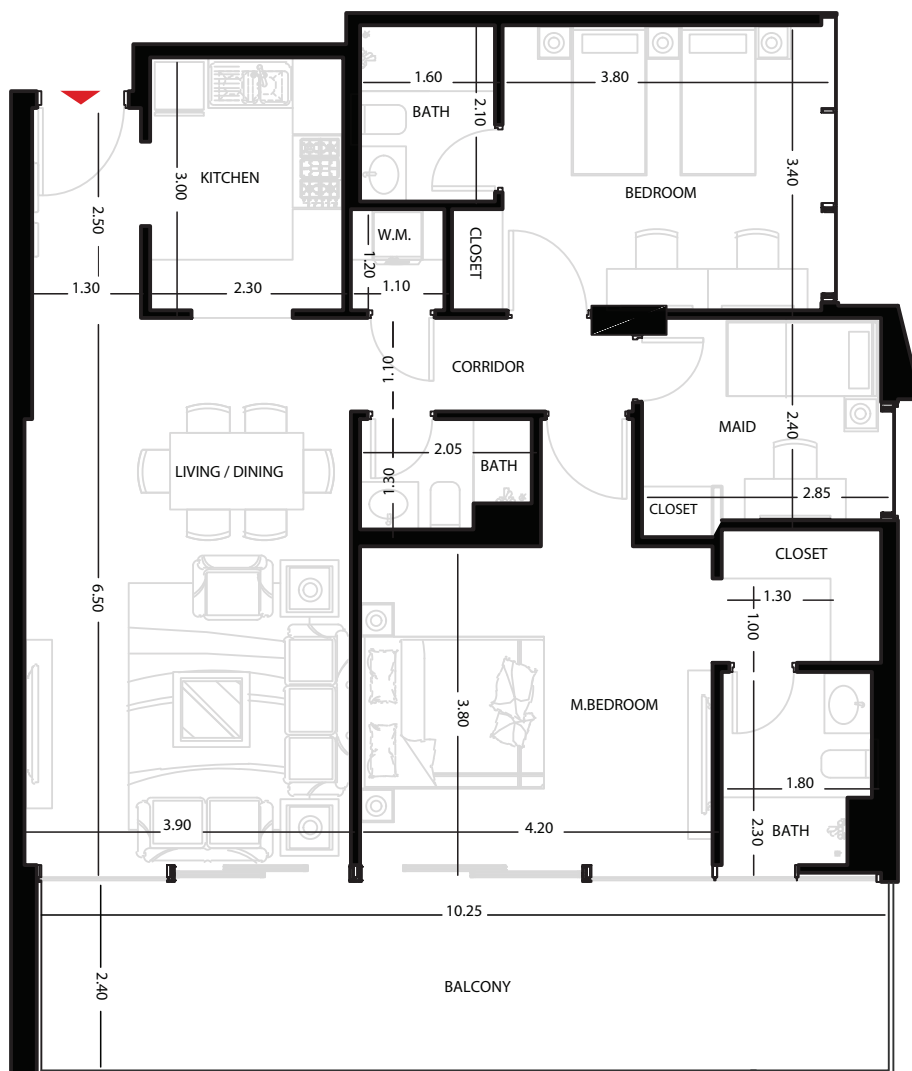 1.60
3.80
BATH
2.10
3.00
KITCHEN
3.40
BEDROOM
2.50
W.M.
CLOSET
1.20
1.30
2.30
1.10
1.10
CORRIDOR
MAID
2.40
LIVING / DINING
2.05
BATH
1.30
2.85
CLOSET
CLOSET
6.50
1.30
1.00
3.80
M.BEDROOM
1.80
3.90
4.20
2.30
BATH
10.25
2.40
BALCONY